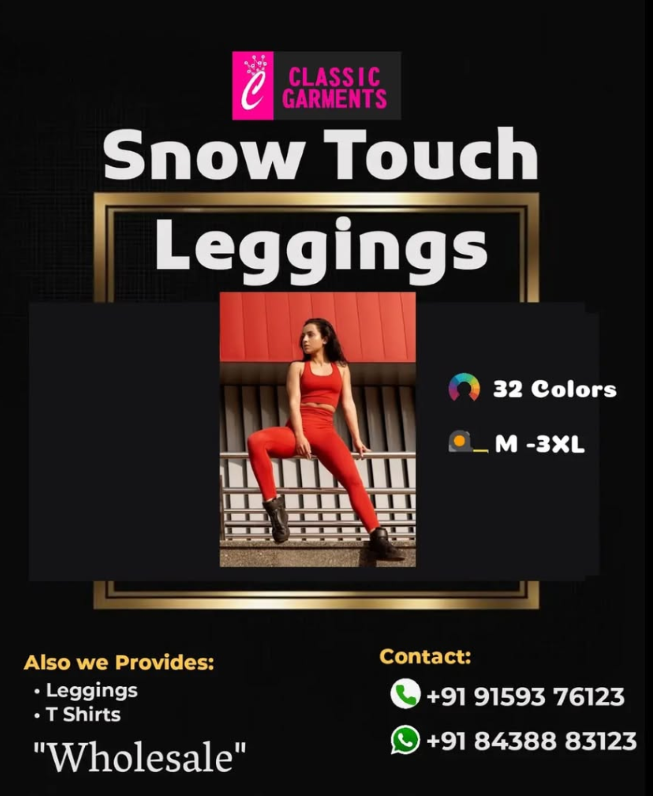 CLASSIC
GARMENTS
Snow Touch
Leggings
32 Colors
M -3XL
Also we Provides:
• Leggings
• T Shirts
"Wholesale"
Contact:
+91 91593 76123
+91 84388 83123